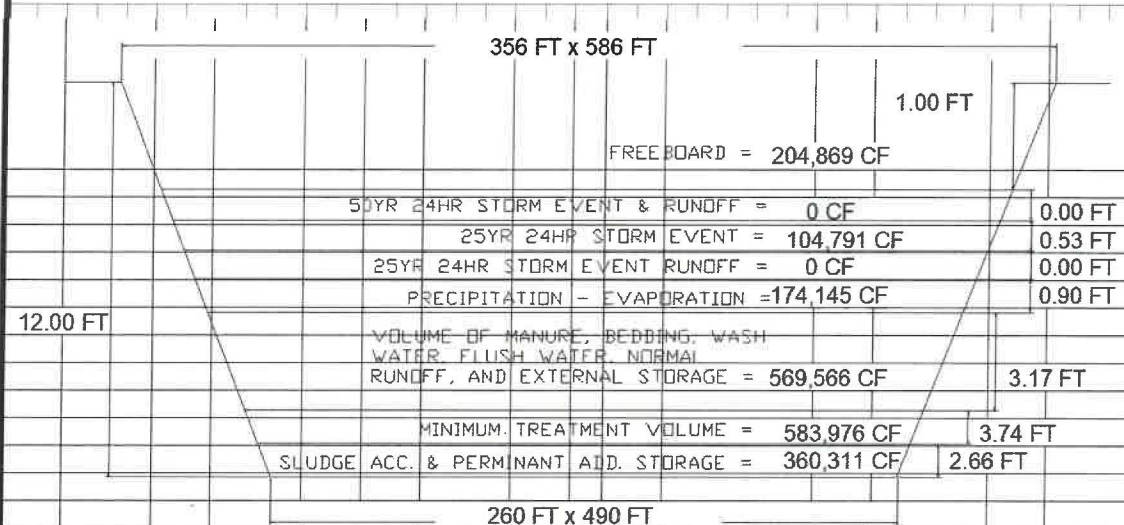 356 FT x 586 FT
1.00 FT
FREEBOARD = 204,869 CF
50YR 24HR STORM EVENT & RUNOFF = 0 CF 0.00 FT
25YR 24HR STORM EVENT = 104,791 CF 0.53 FT
25YR 24HR STORM EVENT RUNOFF = 0 CF 0.00 FT
PRECIPITATION - EVAPORATION =174,145 CF 0.90 FT
12.00 FT
VOLUME OF MANURE, BEDDING, WASH
WATER, FLUSH WATER, NORMAL
RUNOFF, AND EXTERNAL STORAGE = 569,566 CF 3.17 FT
MINIMUM TREATMENT VOLUME = 583,976 CF 3.74 FT
SLUDGE ACC. & PERMINANT ADD. STORAGE = 360,311 CF 2.66 FT
260 FT x 490 FT